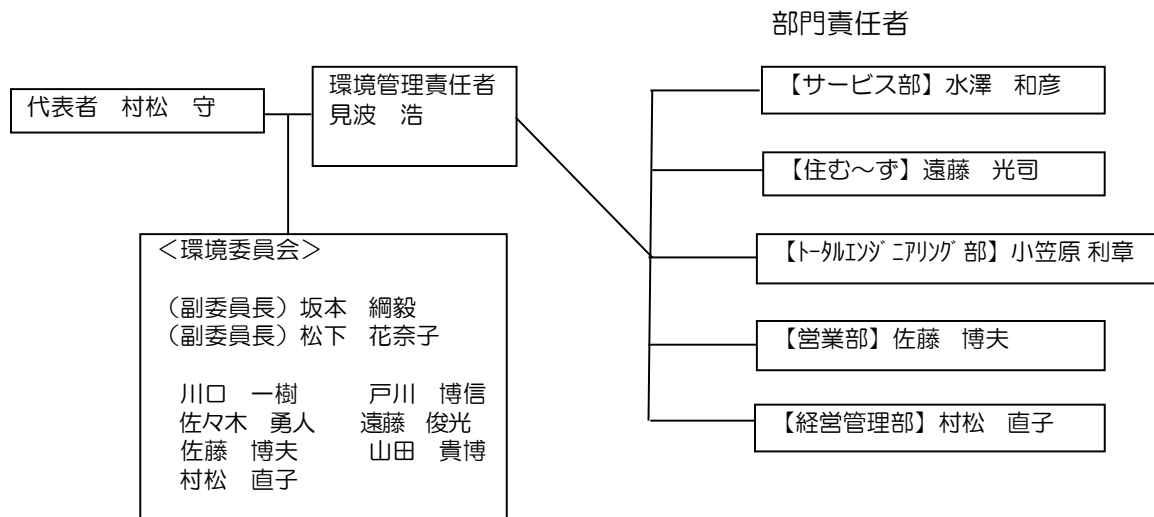 部門責任者
代表者　村松　守
環境管理責任者
見波　浩
【サービス部】水澤　和彦
【住む～ず】遠藤　光司
【ﾄｰﾀﾙｴﾝｼﾞﾆｱﾘﾝｸﾞ部】小笠原 利章
【営業部】佐藤　博夫
【経営管理部】村松　直子
＜環境委員会＞
（副委員長）坂本　綱毅
（副委員長）松下　花奈子
川口　一樹　　　戸川　博信
佐々木　勇人　　遠藤　俊光
佐藤　博夫　　　山田　貴博
村松　直子